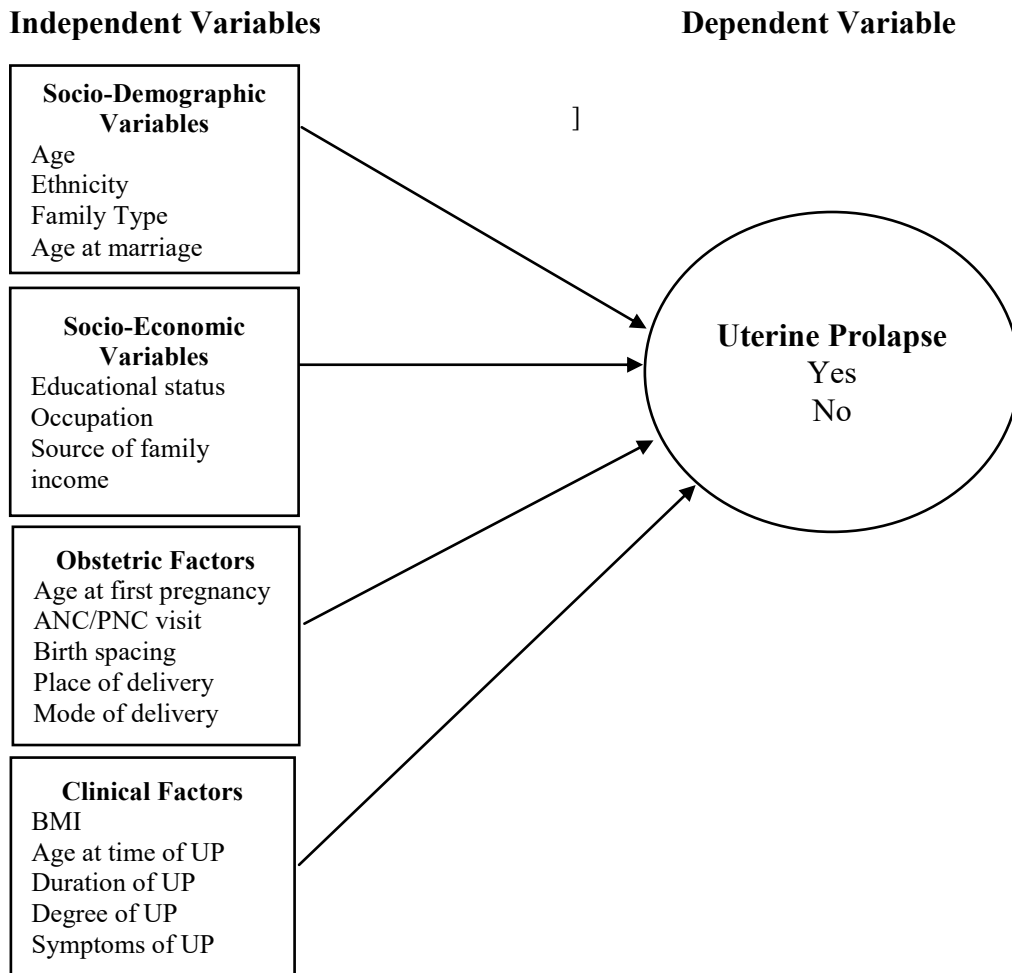 Independent Variables
Dependent Variable
Socio-Demographic
Variables
Age
Ethnicity
Family Type
Age at marriage
]
Socio-Economic
Variables
Educational status
Occupation
Source of family
income
Obstetric Factors
Age at first pregnancy
ANC/PNC visit
Birth spacing
Place of delivery
Mode of delivery
Clinical Factors
BMI
Age at time of UP
Duration of UP
Degree of UP
Symptoms of UP
Uterine Prolapse
Yes
No